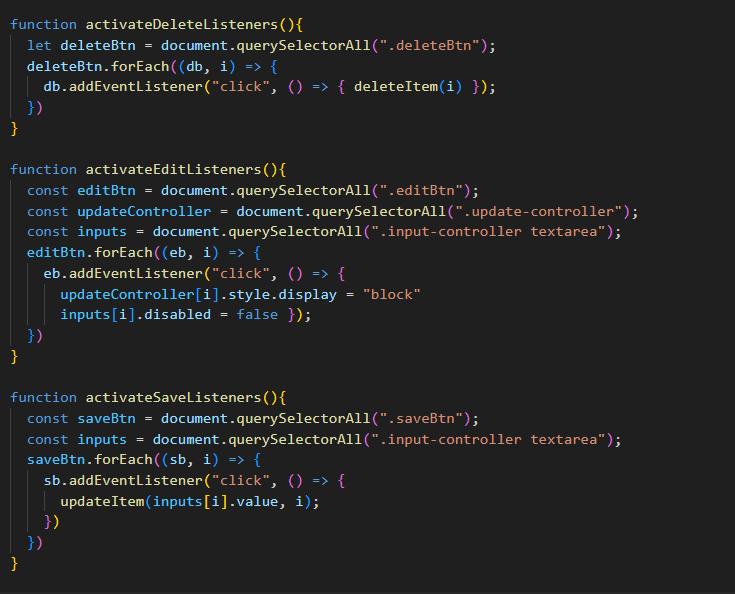 function activateDeleteListeners(){
  let deleteBtn = document.querySelectorAll(".deleteBtn");
  deleteBtn.forEach((db, i) => {
    db.addEventListener("click", () => { deleteItem(i) });
  })
}

function activateEditListeners(){
  const editBtn = document.querySelectorAll(".editBtn");
  const updateController = document.querySelectorAll(".update-controller");
  const inputs = document.querySelectorAll(".input-controller textarea");
  editBtn.forEach((eb, i) => {
    eb.addEventListener("click", () => {
      updateController[i].style.display = "block"
      inputs[i].disabled = false });
  })
}

function activateSaveListeners(){
  const saveBtn = document.querySelectorAll(".saveBtn");
  const inputs = document.querySelectorAll(".input-controller textarea");
  saveBtn.forEach((sb, i) => {
    sb.addEventListener("click", () => {
      updateItem(inputs[i].value, i);
    })
  })
}